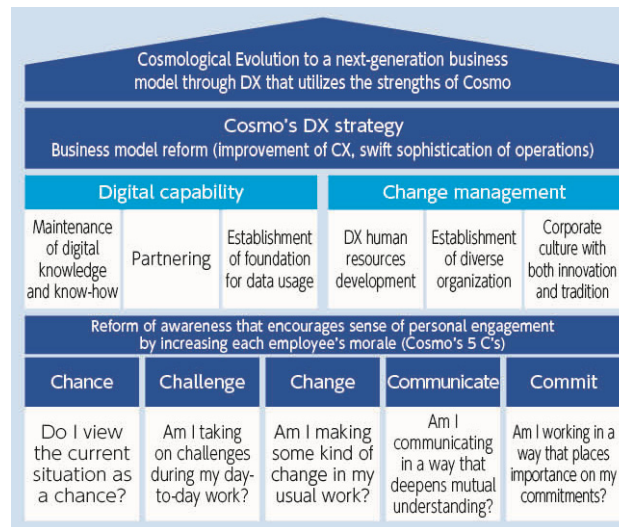 Cosmological Evolution to a next-generation business
model through DX that utilizes the strengths of Cosmo
Cosmo's DX strategy
Business model reform (improvement of CX, swift sophistication of operations)
Digital capability
Maintenance
of digital
knowledge
and know-how
Partnering
Establishment
of foundation
for data usage
Change management
DX human
resources
development
Establishment
of diverse
organization
Corporate
culture with
both innovation
and tradition
Reform of awareness that encourages sense of personal engagement
by increasing each employee's morale (Cosmo's 5 C's)
Chance
Do I view
the current
situation as
a chance?
Challenge
Am I taking
on challenges
during my day-
to-day work?
Change
Am I making
some kind of
change in my
usual work?
Communicate
Am I
communicating
in a way that
deepens mutual
understanding?
Commit
Am I working in a
way that places
importance on my
commitments?